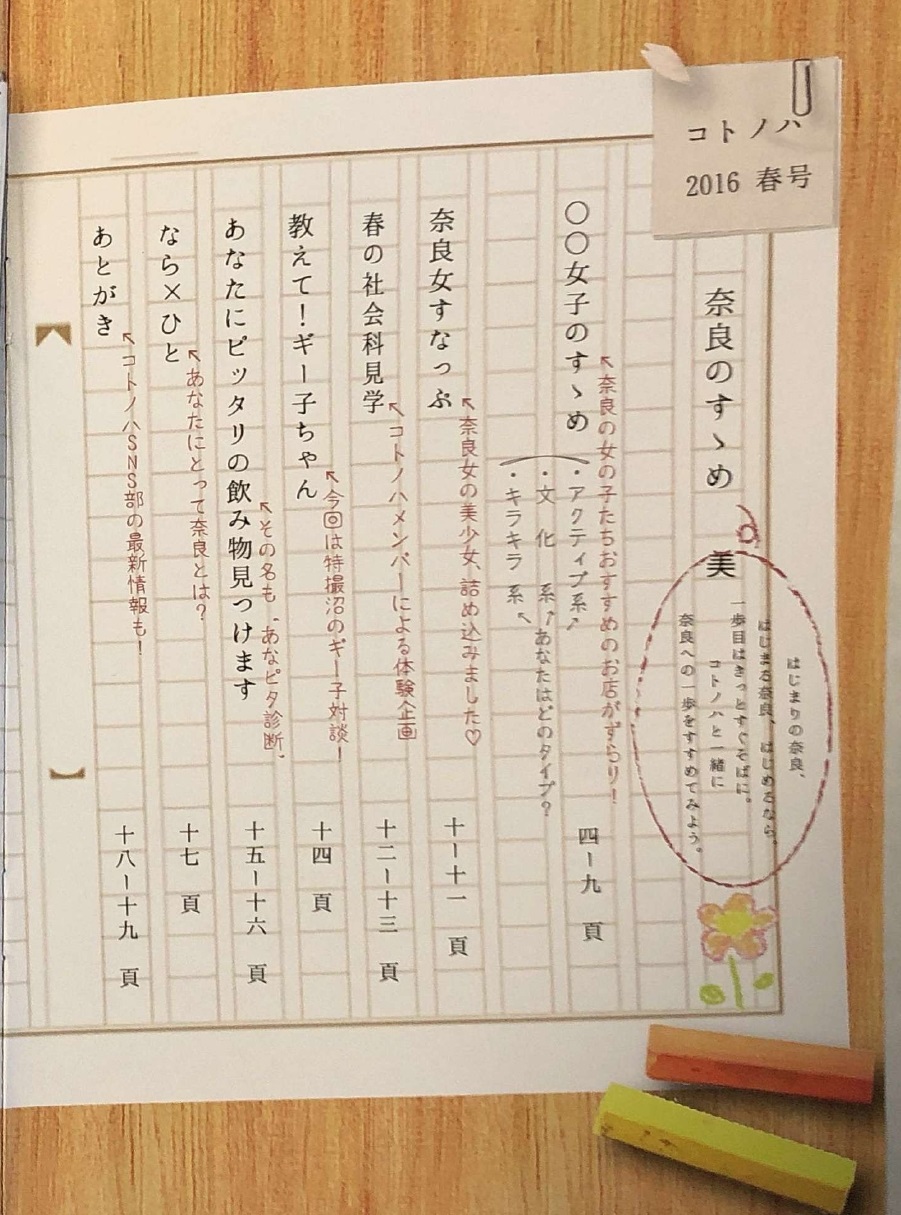 コトノハ
2016 春号
奈良のすゝめ 美
はじまりの奈良、
はじまる奈良、はじめるなら、
一歩目はきっとすぐそばに。
コトノハと一緒に
奈良への一歩をすすめてみよう。
↖奈良の女の子たちおすすめのお店がずらり!
〇〇女子のすゝめ
・アクティブ系↗
・文 化 系↗あなたはどのタイプ?
・キラキラ 系↖
四ー九 頁
↖奈良女の美少女、詰め込みました♡
奈良女すなっぷ
十ー十一 頁
↖コトノハメンバーによる体験企画
春の社会科見学
十二ー十三 頁
↖今回は特撮沼のギー子対談!
教えて!ギー子ちゃん
十四 頁
↖その名も“あなピタ診断”
あなたにピッタリの飲み物見つけます
十五ー十六 頁
↖あなたにとって奈良とは?
なら×ひと
十七 頁
↖コトノハSNS部の最新情報も!
あとがき
十八ー十九 頁